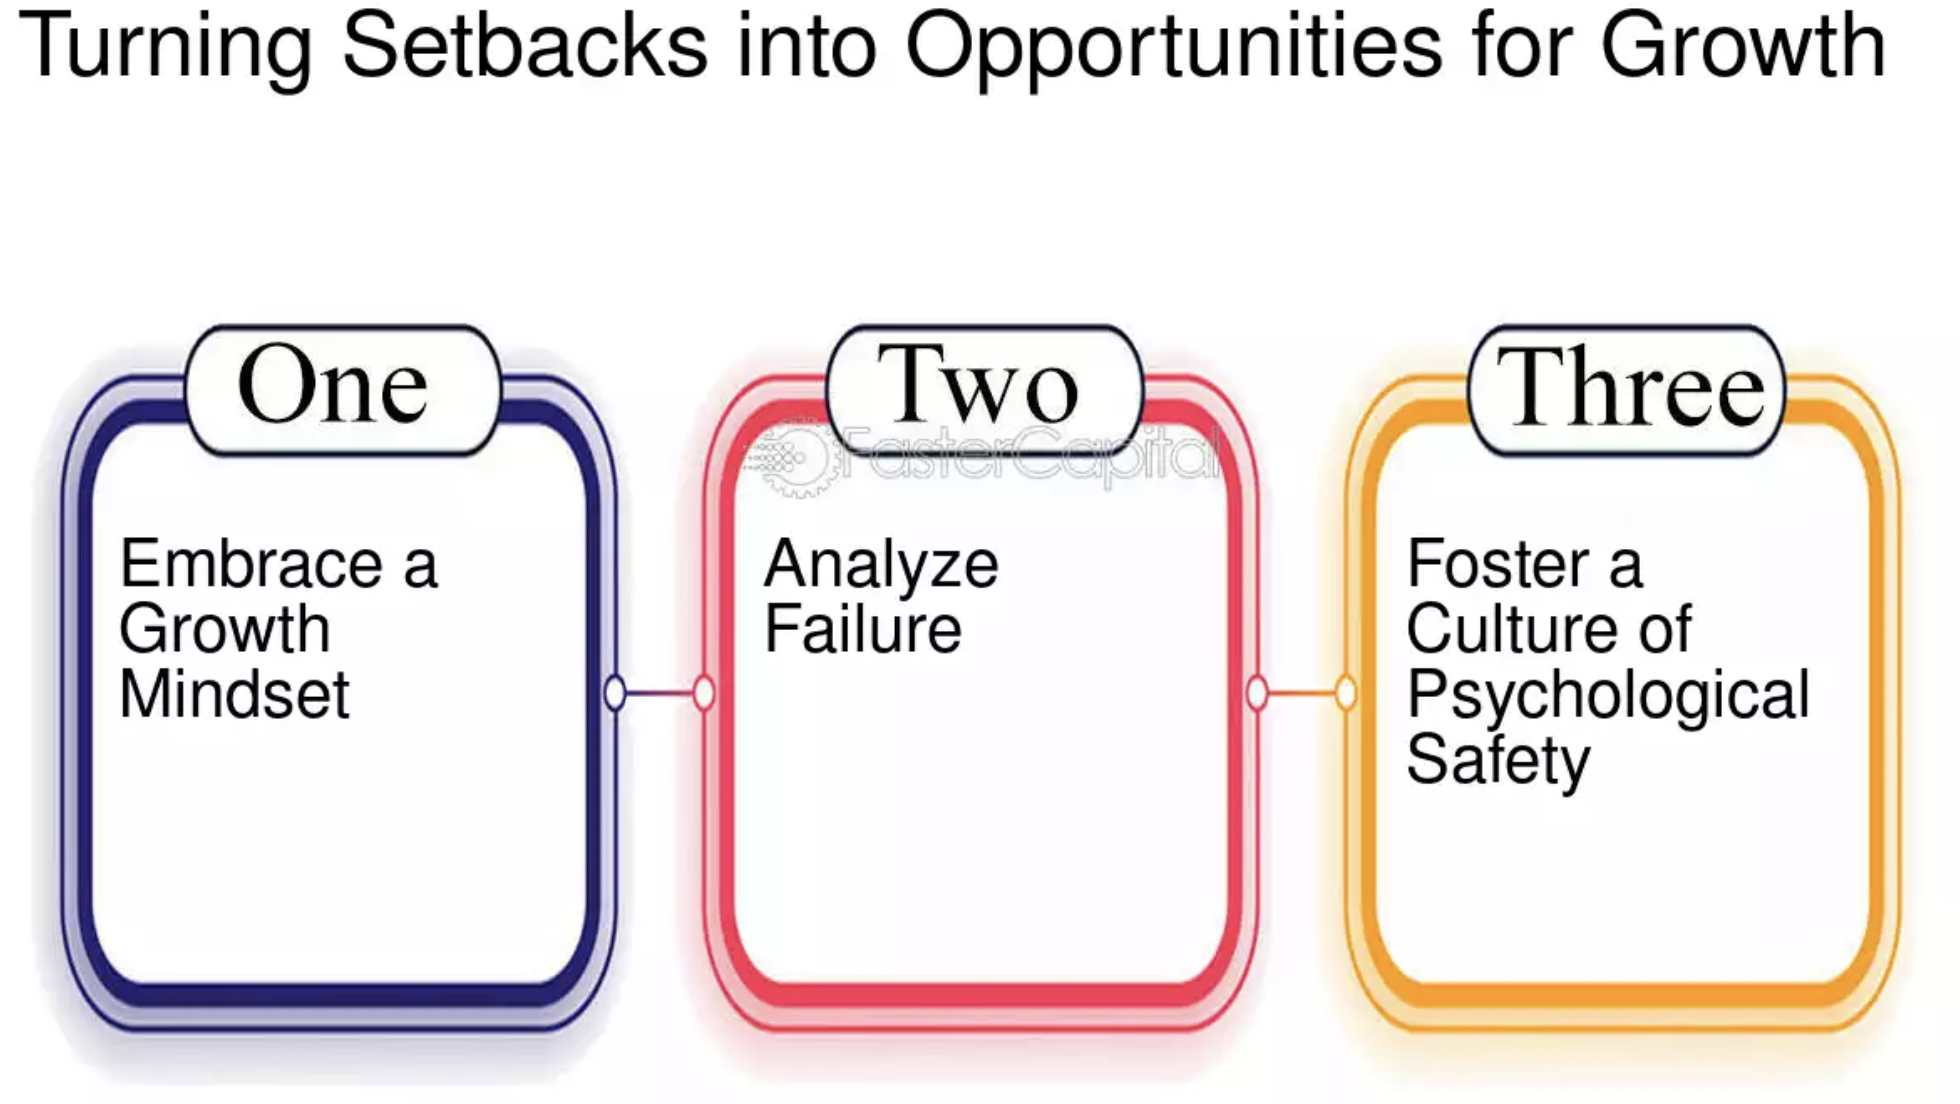 Turning Setbacks into Opportunities for Growth
One
Embrace a
Growth
Mindset
Two
FasterCapital
Analyze
Failure
Three
Foster a
Culture of
Psychological
Safety